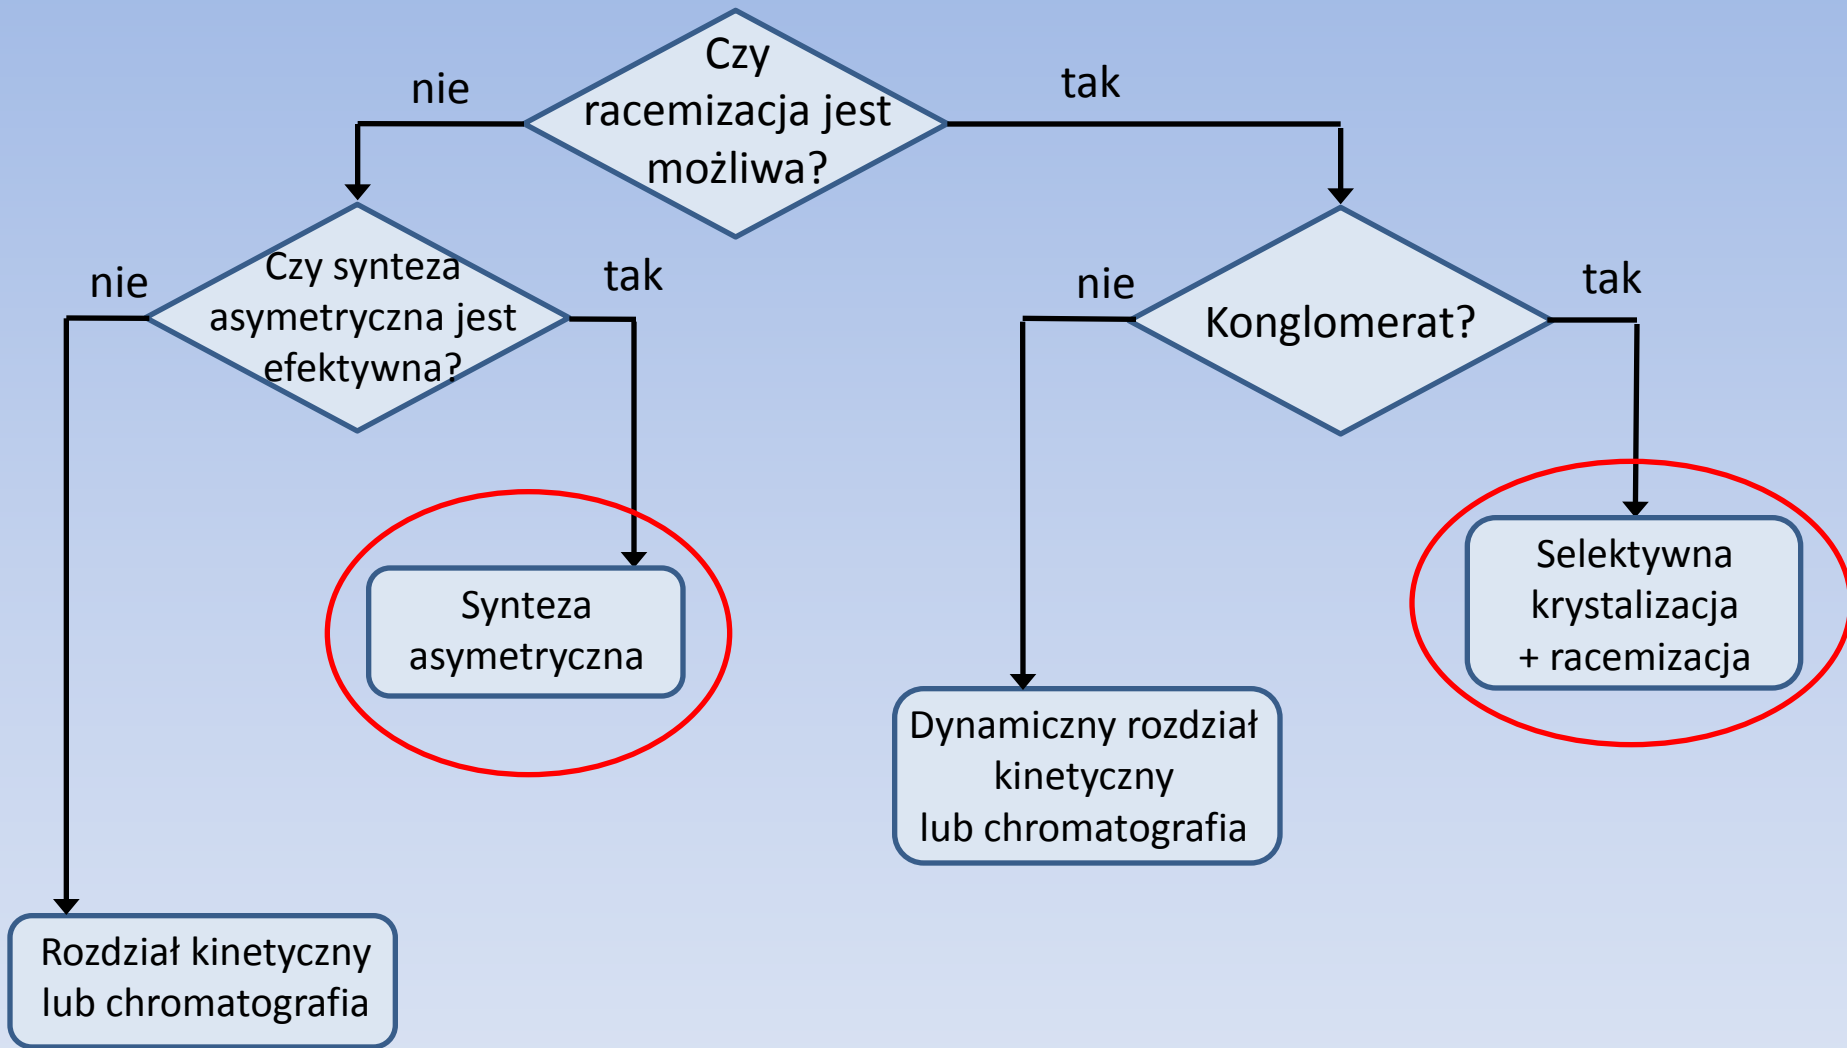 Czy
racemizacja jest
możliwa?
nie
tak
Czy synteza
asymetryczna jest
efektywna?
nie
tak
Konglomerat?
nie
tak
Synteza
asymetryczna
Selektywna
krystalizacja
+ racemizacja
Dynamiczny rozdział
kinetyczny
lub chromatografia
Rozdział kinetyczny
lub chromatografia